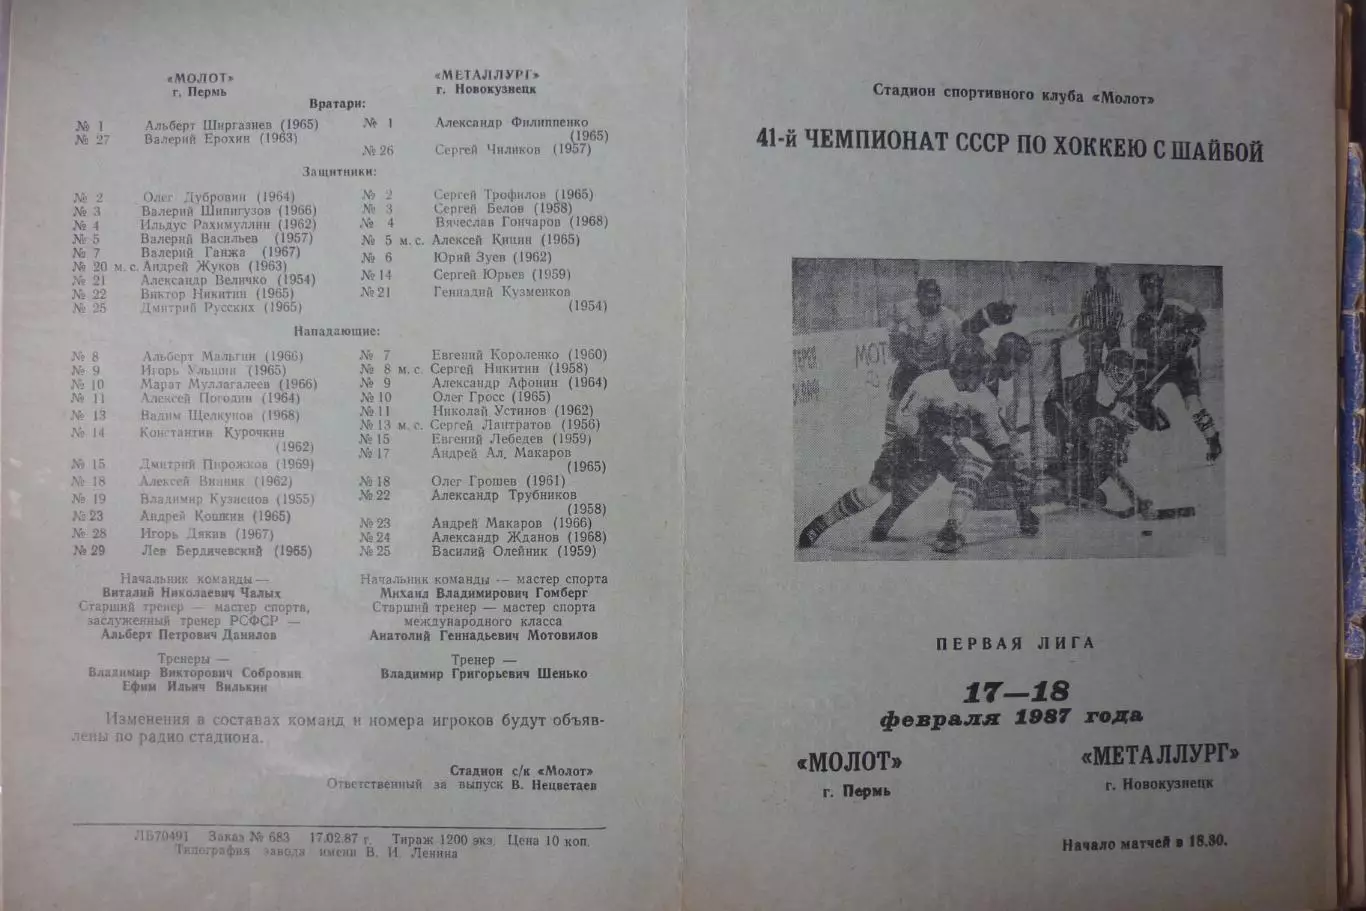 «МОЛОТ»
г. Пермь
«МЕТАЛЛУРГ»
г. Новокузнецк
Вратари:
№ 1 Альберт Ширгазиев (1965)
№ 27 Валерий Ерохин (1963)
№ 1 Александр Филиппенко
(1965)
№ 26 Сергей Чиликов (1957)
Защитники:
№ 2 Олег Дубровин (1964)
№ 3 Валерий Шипигузов (1966)
№ 4 Ильдус Рахимуллин (1962)
№ 5 Валерий Васильев (1957)
№ 7 Валерий Ганжа (1967)
№ 20 м. с. Андрей Жуков (1963)
№ 21 Александр Величко (1954)
№ 22 Виктор Никитин (1965)
№ 25 Дмитрий Русских (1965)
№ 2 Сергей Трофилов (1965)
№ 3 Сергей Белов (1958)
№ 4 Вячеслав Гончаров (1968)
№ 5 м. с. Алексей Кицин (1965)
№ 6 Юрий Зуев (1962)
№ 14 Сергей Юрьев (1959)
№ 21 Геннадий Кузменков
(1954)
Нападающие:
№ 8 Альберт Мальгин (1966)
№ 9 Игорь Ульшин (1965)
№ 10 Марат Муллагалеев (1966)
№ 11 Алексей Погодин (1964)
№ 13 Вадим Щелкунов (1968)
№ 14 Константин Курочкин
(1962)
№ 15 Дмитрий Пирожков (1969)
№ 18 Алексей Виник (1962)
№ 19 Владимир Кузнецов (1955)
№ 23 Андрей Кошкин (1965)
№ 28 Игорь Дякив (1967)
№ 29 Лев Бердичевский (1965)
№ 7 Евгений Короленко (1960)
№ 8 м. с. Сергей Никитин (1958)
№ 9 Александр Афонин (1964)
№ 10 Олег Гросс (1965)
№ 11 Николай Устинов (1962)
№ 13 м. с. Сергей Лантратов (1956)
№ 15 Евгений Лебедев (1959)
№ 17 Андрей Ал. Макаров
(1965)
№ 18 Олег Грошев (1961)
№ 22 Александр Трубников
(1958)
№ 23 Андрей Макаров (1966)
№ 24 Александр Жданов (1968)
№ 25 Василий Олейник (1959)
Начальник команды —
Виталий Николаевич Чалых
Старший тренер — мастер спорта,
заслуженный тренер РСФСР —
Альберт Петрович Данилов
Тренеры —
Владимир Викторович Собровин
Ефим Ильич Вилькин
Начальник команды — мастер спорта
Михаил Владимирович Гомберг
Старший тренер — мастер спорта
международного класса
Анатолий Геннадьевич Мотовилов
Тренер —
Владимир Григорьевич Шенько
Изменения в составах команд и номера игроков будут объяв-
лены по радио стадиона.
Стадион с/к «Молот»
Ответственный за выпуск В. Нецветаев
ЛБ70491 Заказ № 683 17.02.87 г. Тираж 1200 экз. Цена 10 коп.
Типография завода имени В. И. Ленина
Стадион спортивного клуба «Молот»
41-й ЧЕМПИОНАТ СССР ПО ХОККЕЮ С ШАЙБОЙ
ПЕРВАЯ ЛИГА
17—18
февраля 1987 года
«МОЛОТ»
г. Пермь
«МЕТАЛЛУРГ»
г. Новокузнецк
Начало матчей в 18.30.